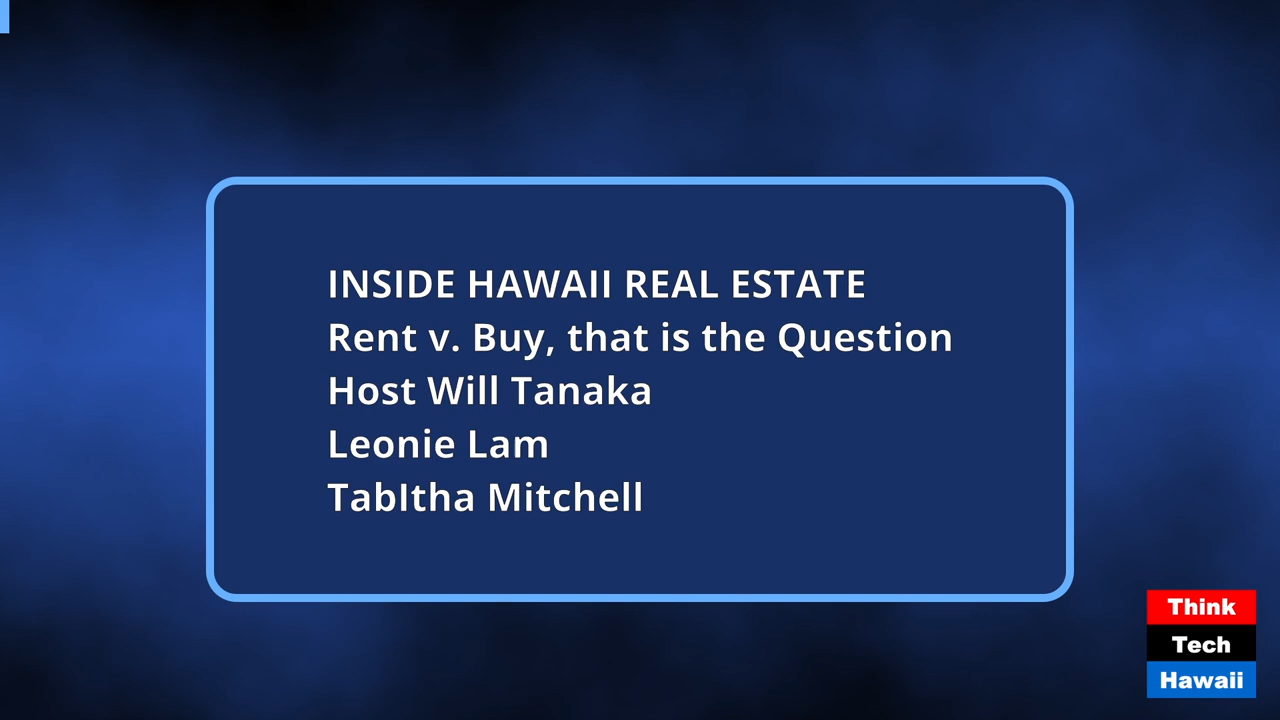 INSIDE HAWAII REAL ESTATE
Rent v. Buy, that is the Question
Host Will Tanaka
Leonie Lam
TabItha Mitchell
Think
Tech
Hawaii